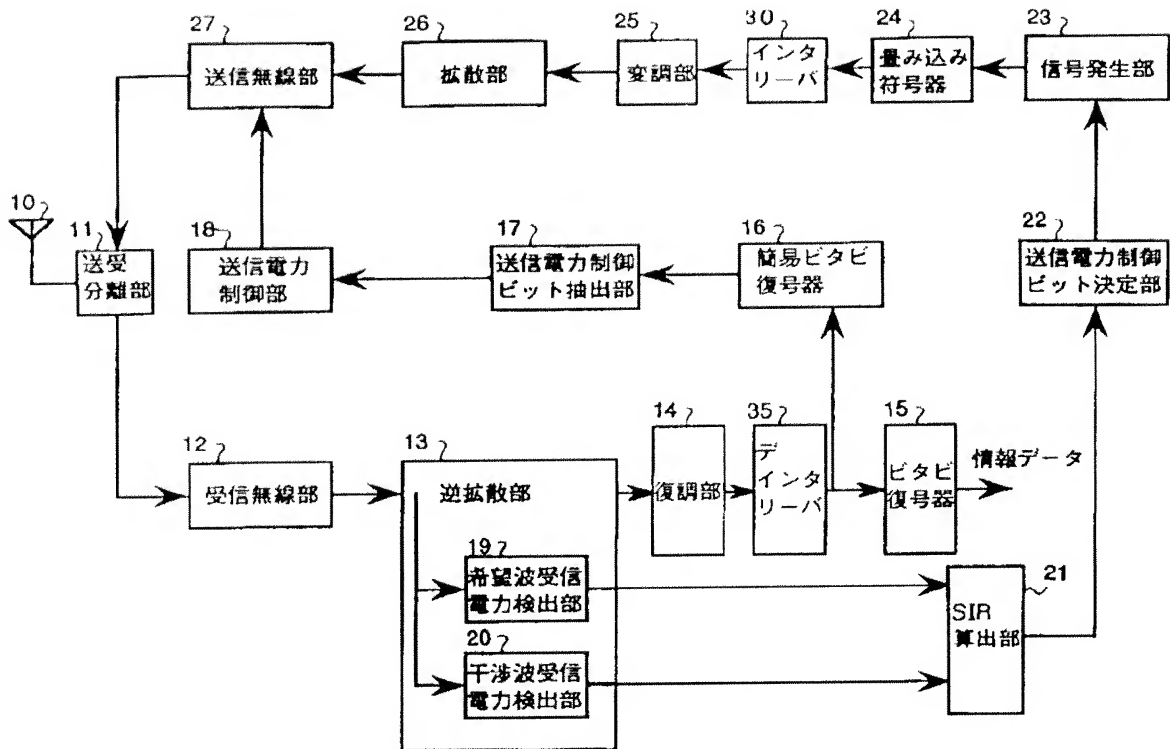 27
送信無線部
26
拡散部
25
変調部
30
インタ
リーバ
24
畳み込み
符号器
23
信号発生部
10
11
送受
分離部
18
送信電力
制御部
17
送信電力制御
ビット抽出部
16
簡易ビタビ
復号器
22
送信電力制御
ビット決定部
12
受信無線部
13
逆拡散部
14
復調部
35
デ
インタ
リーバ
15
ビタビ
復号器
情報データ
19
希望波受信
電力検出部
20
干渉波受信
電力検出部
21
SIR
算出部